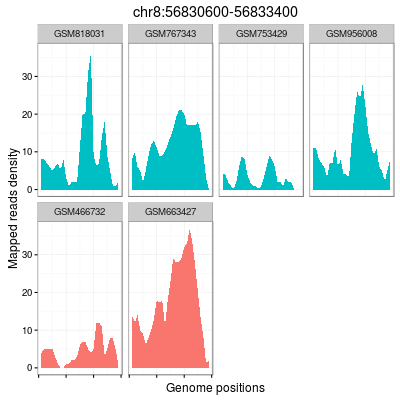 chr8:56830600-56833400
GSM818031 GSM767343 GSM753429 GSM956008
30
20
10
0
GSM466732 GSM663427
30
20
10
0
Mapped reads density
Genome positions